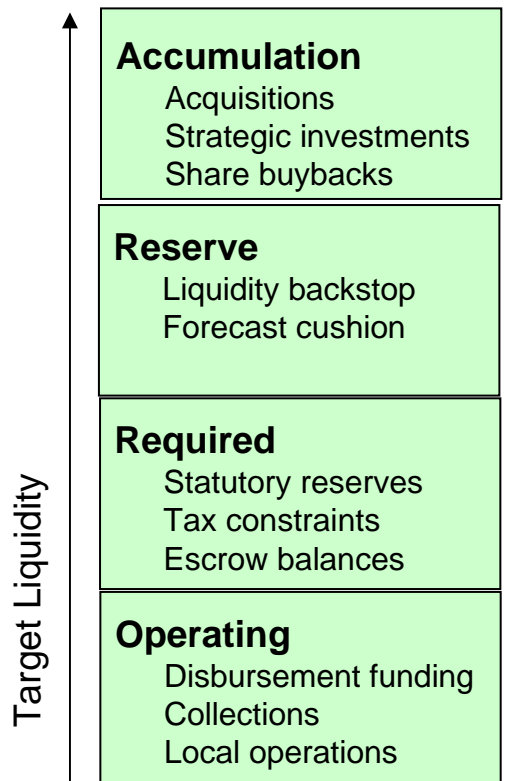 Accumulation
Acquisitions
Strategic investments
Share buybacks
Reserve
Liquidity backstop
Forecast cushion
Required
Statutory reserves
Tax constraints
Escrow balances
Operating
Disbursement funding
Collections
Local operations
Target Liquidity